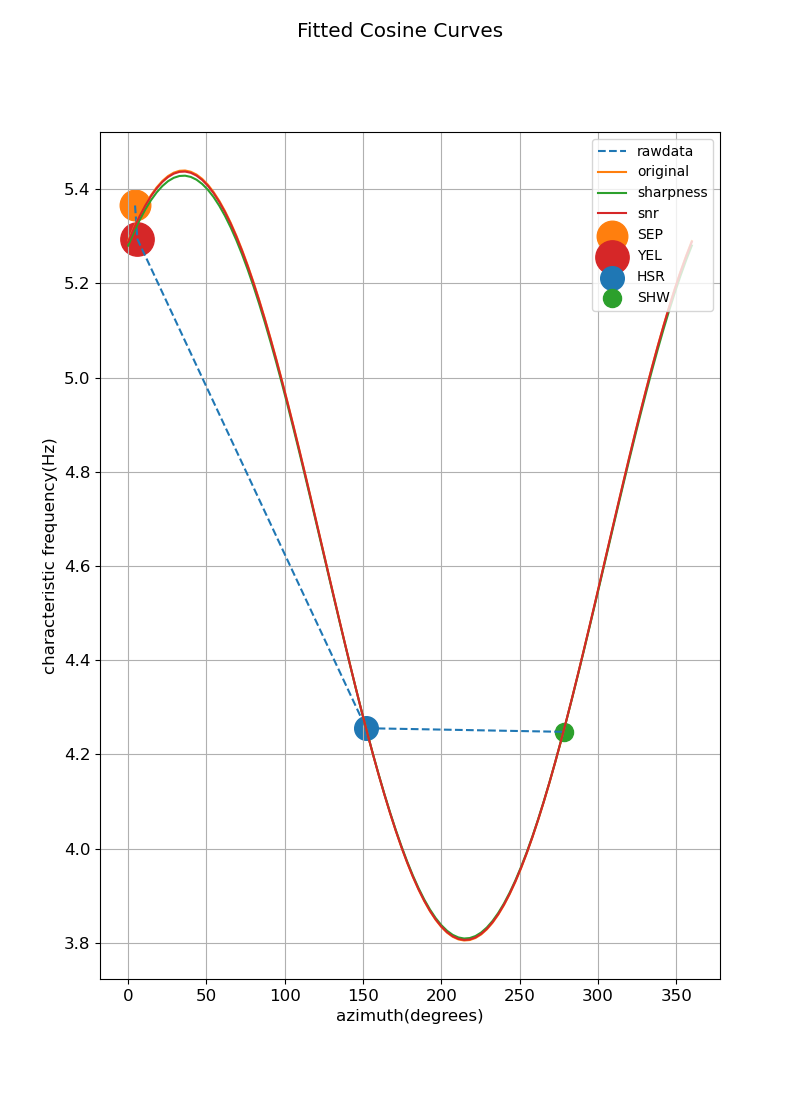 Fitted Cosine Curves
rawdata
original
sharpness
snr
SEP
YEL
HSR
SHW
characteristic frequency(Hz)
5.4
5.2
5.0
4.8
4.6
4.4
4.2
4.0
3.8
0 50 100 150 200 250 300 350
azimuth(degrees)